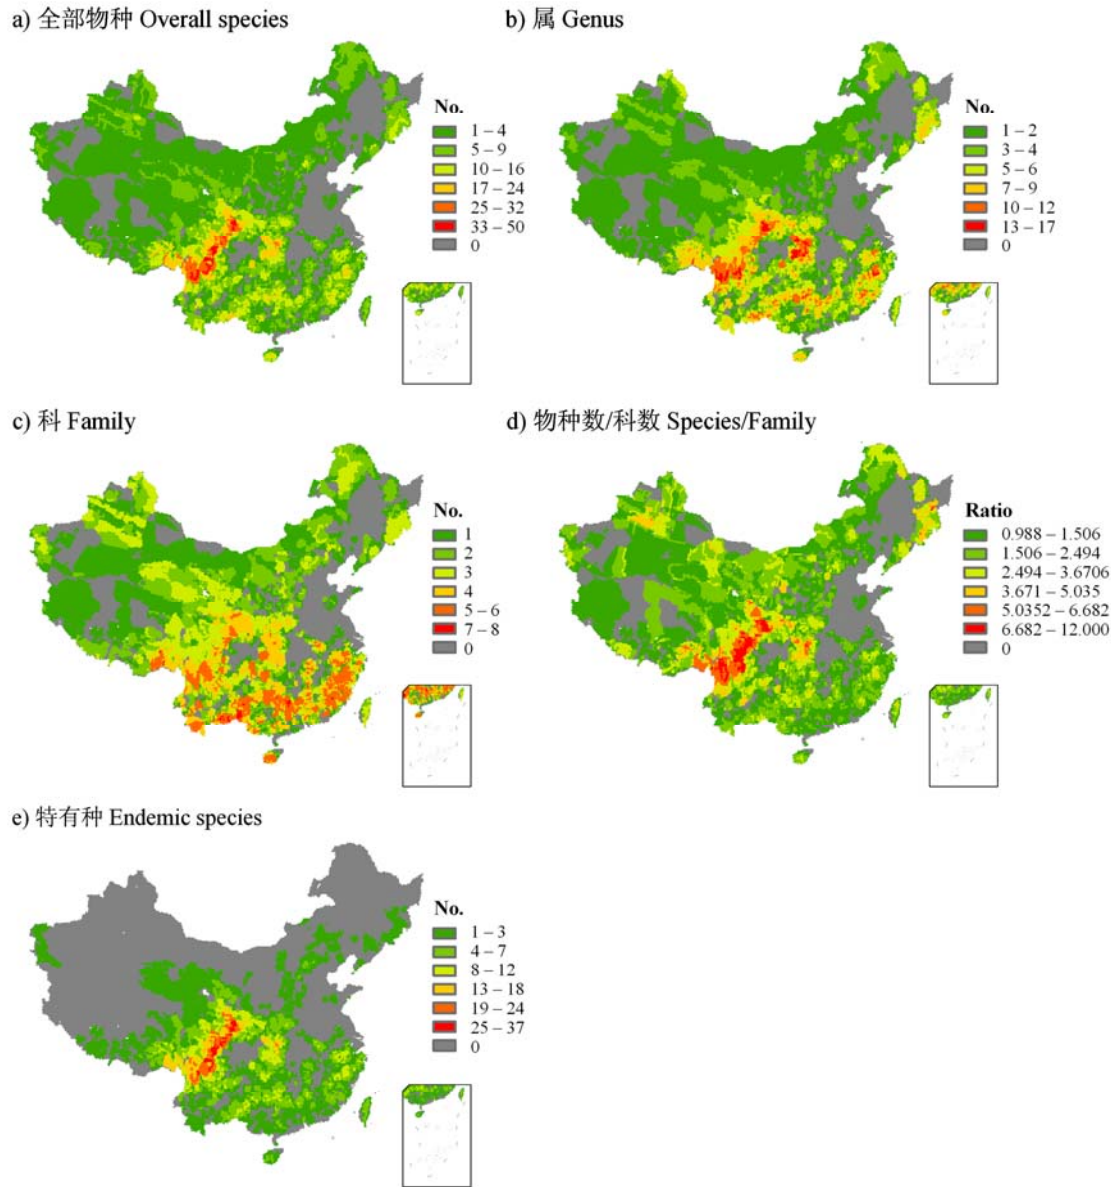 a) 全部物种 Overall species
b) 属 Genus
No.
1 – 4
5 – 9
10 – 16
17 – 24
25 – 32
33 – 50
0
No.
1 – 2
3 – 4
5 – 6
7 – 9
10 – 12
13 – 17
0
c) 科 Family
d) 物种数/科数 Species/Family
No.
1
2
3
4
5 – 6
7 – 8
0
Ratio
0.988 – 1.506
1.506 – 2.494
2.494 – 3.6706
3.671 – 5.035
5.0352 – 6.682
6.682 – 12.000
0
e) 特有种 Endemic species
No.
1 – 3
4 – 7
8 – 12
13 – 18
19 – 24
25 – 37
0